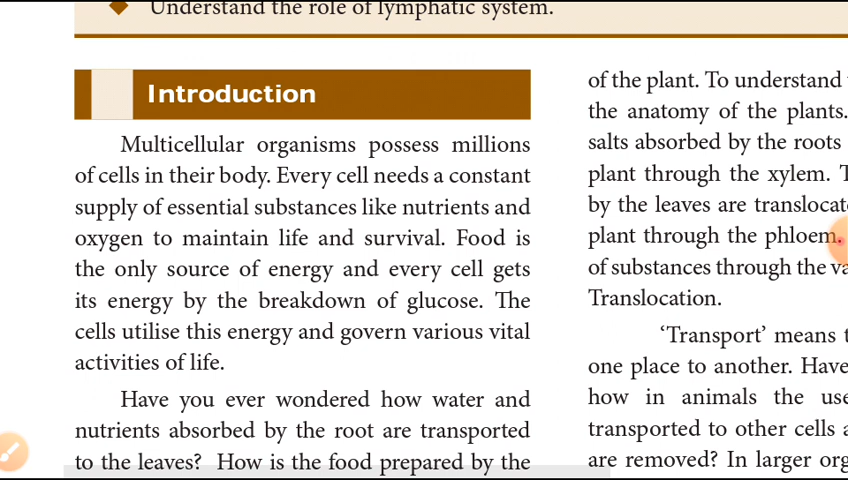 Understand the role of lymphatic system.
Introduction
Multicellular organisms possess millions
of cells in their body. Every cell needs a constant
supply of essential substances like nutrients and
oxygen to maintain life and survival. Food is
the only source of energy and every cell gets
its energy by the breakdown of glucose. The
cells utilise this energy and govern various vital
activities of life.
Have you ever wondered how water and
nutrients absorbed by the root are transported
to the leaves? How is the food prepared by the
of the plant. To understand
the anatomy of the plants.
salts absorbed by the roots
plant through the xylem.
by the leaves are
plant through the phloem.
of substances through the
Translocation.
‘Transport’ means
one place to another. Have
how in animals the
transported to other cells
are removed? In larger